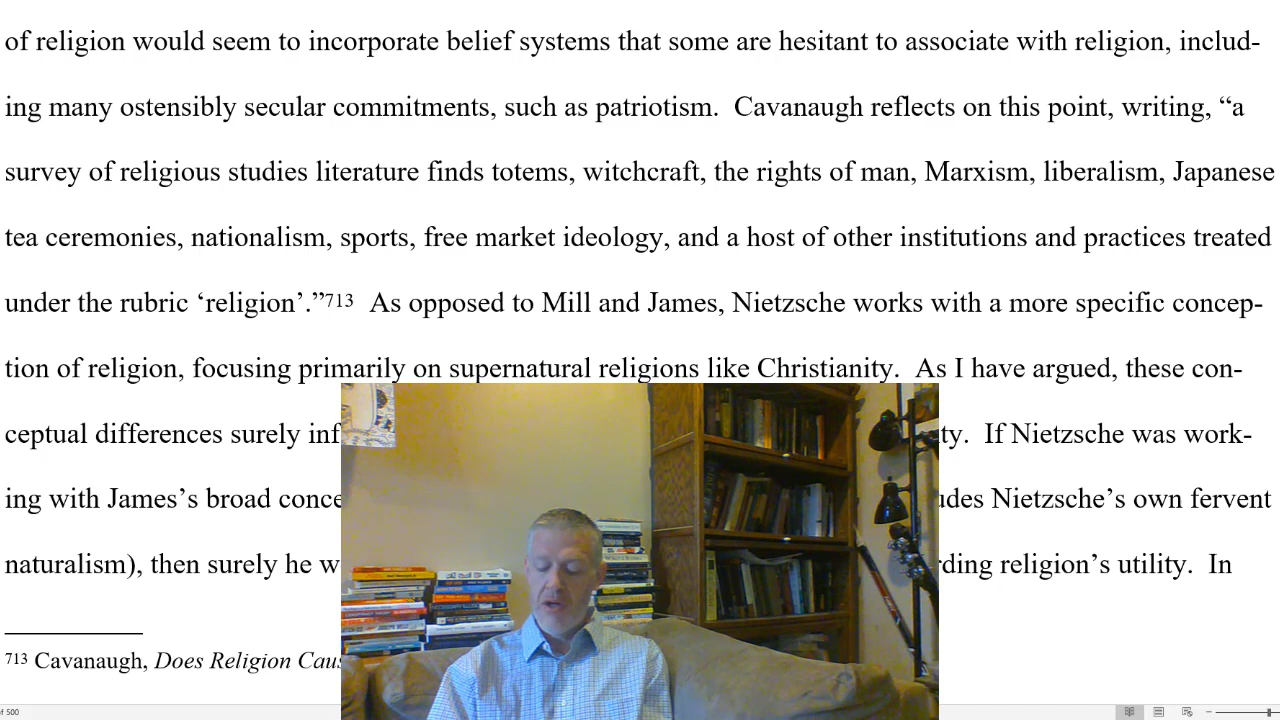 of religion would seem to incorporate belief systems that some are hesitant to associate with religion, includ-
ing many ostensibly secular commitments, such as patriotism.  Cavanaugh reflects on this point, writing, “a
survey of religious studies literature finds totems, witchcraft, the rights of man, Marxism, liberalism, Japanese
tea ceremonies, nationalism, sports, free market ideology, and a host of other institutions and practices treated
under the rubric ‘religion’.”713  As opposed to Mill and James, Nietzsche works with a more specific concep-
tion of religion, focusing primarily on supernatural religions like Christianity.  As I have argued, these con-
ceptual differences surely inf ty.  If Nietzsche was work-
ing with James’s broad conce udes Nietzsche’s own fervent
naturalism), then surely he w rding religion’s utility.  In
713 Cavanaugh, Does Religion Caus
of 500